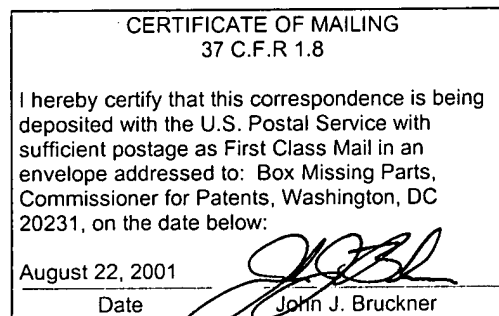 CERTIFICATE OF MAILING
37 C.F.R 1.8
I hereby certify that this correspondence is being
deposited with the U.S. Postal Service with
sufficient postage as First Class Mail in an
envelope addressed to: Box Missing Parts,
Commissioner for Patents, Washington, DC
20231, on the date below:
August 22, 2001
Date John J. Bruckner